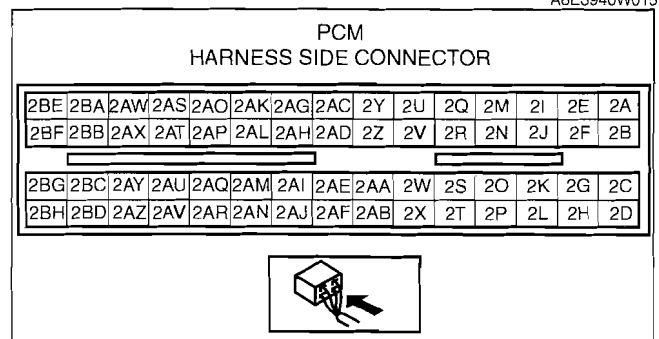 A6E3940W015
PCM
HARNESS SIDE CONNECTOR
2BE 2BA 2AW 2AS 2AO 2AK 2AG 2AC 2Y 2U 2Q 2M 2I 2E 2A
2BF 2BB 2AX 2AT 2AP 2AL 2AH 2AD 2Z 2V 2R 2N 2J 2F 2B
2BG 2BC 2AY 2AU 2AQ 2AM 2AI 2AE 2AA 2W 2S 2O 2K 2G 2C
2BH 2BD 2AZ 2AV 2AR 2AN 2AJ 2AF 2AB 2X 2T 2P 2L 2H 2D